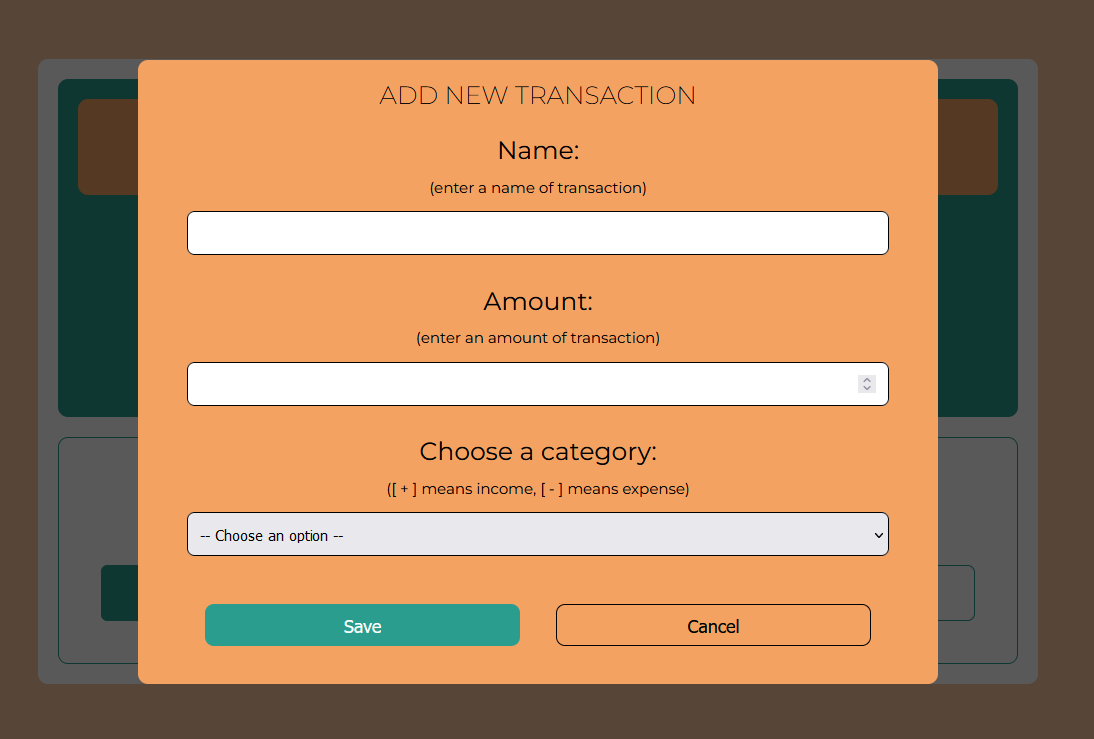 ADD NEW TRANSACTION
Name:
(enter a name of transaction)
Amount:
(enter an amount of transaction)
Choose a category:
([ + ] means income, [ - ] means expense)
-- Choose an option --
Save
Cancel